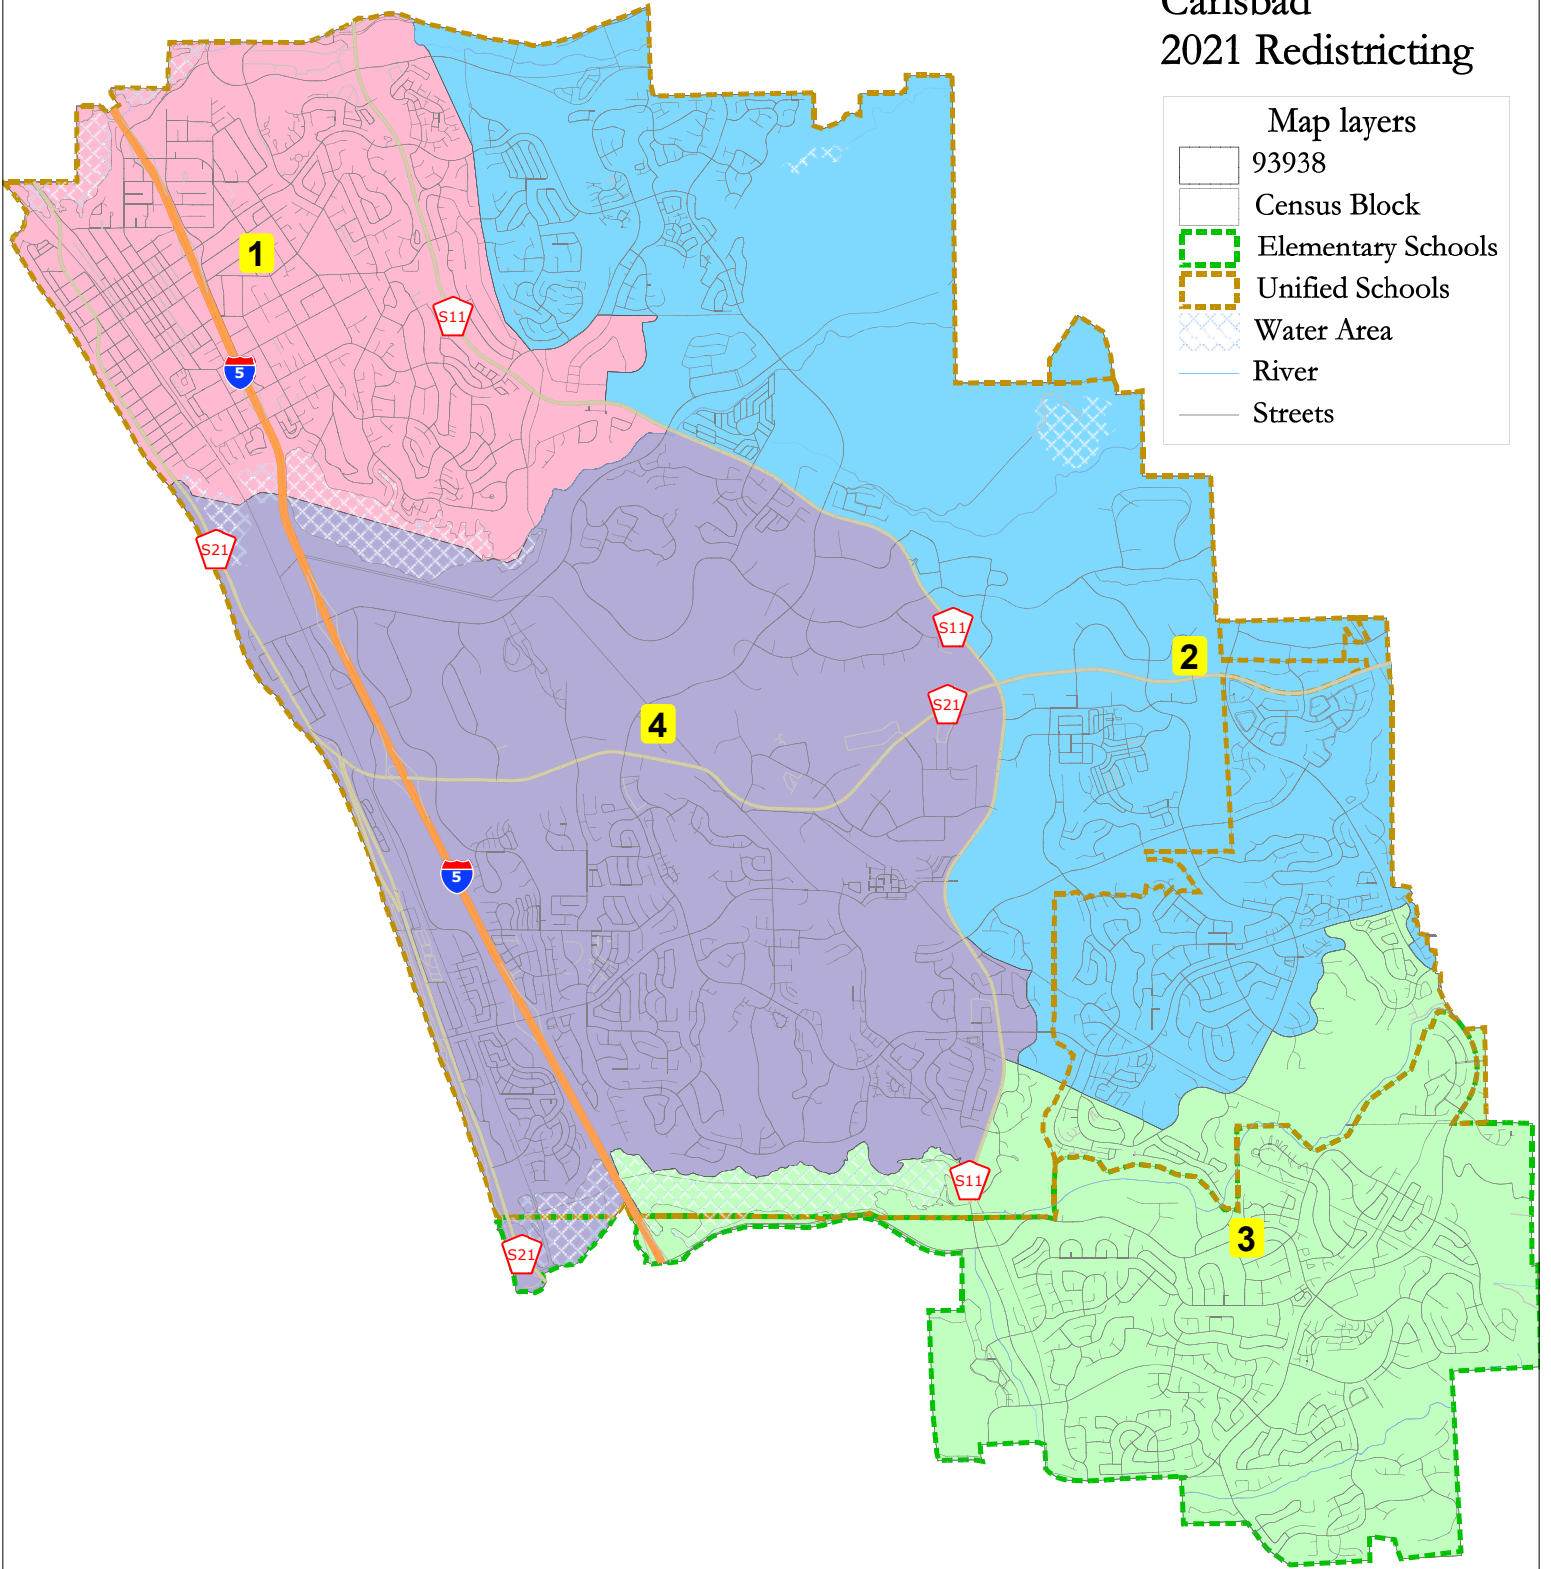 Carlsbad
2021 Redistricting
Map layers
93938
Census Block
Elementary Schools
Unified Schools
Water Area
River
Streets
1
S11
5
S21
S11
2
S21
4
5
S11
3
S21